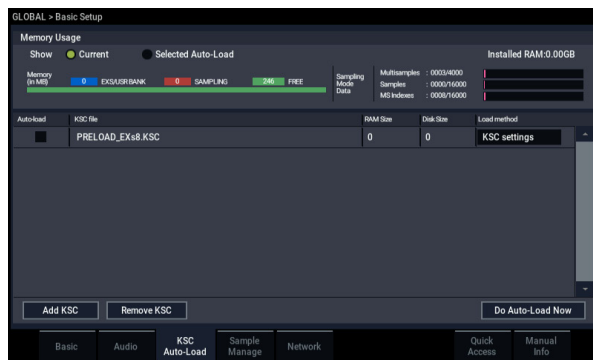 GLOBAL > Basic Setup
Memory Usage
Show Current Selected Auto-Load Installed RAM:0.00GB
Memory (in MB) 0 EXS/USR BANK 0 SAMPLING 246 FREE
Sampling Mode Data
Multisamples : 0003/4000
Samples : 0000/16000
MS Indexes : 0008/16000
Auto-load KSC file RAM Size Disk Size Load method
PRELOAD_EXs8.KSC 0 0 KSC settings
Add KSC Remove KSC Do Auto-Load Now
Basic Audio KSC Auto-Load Sample Manage Network Quick Access Manual Info